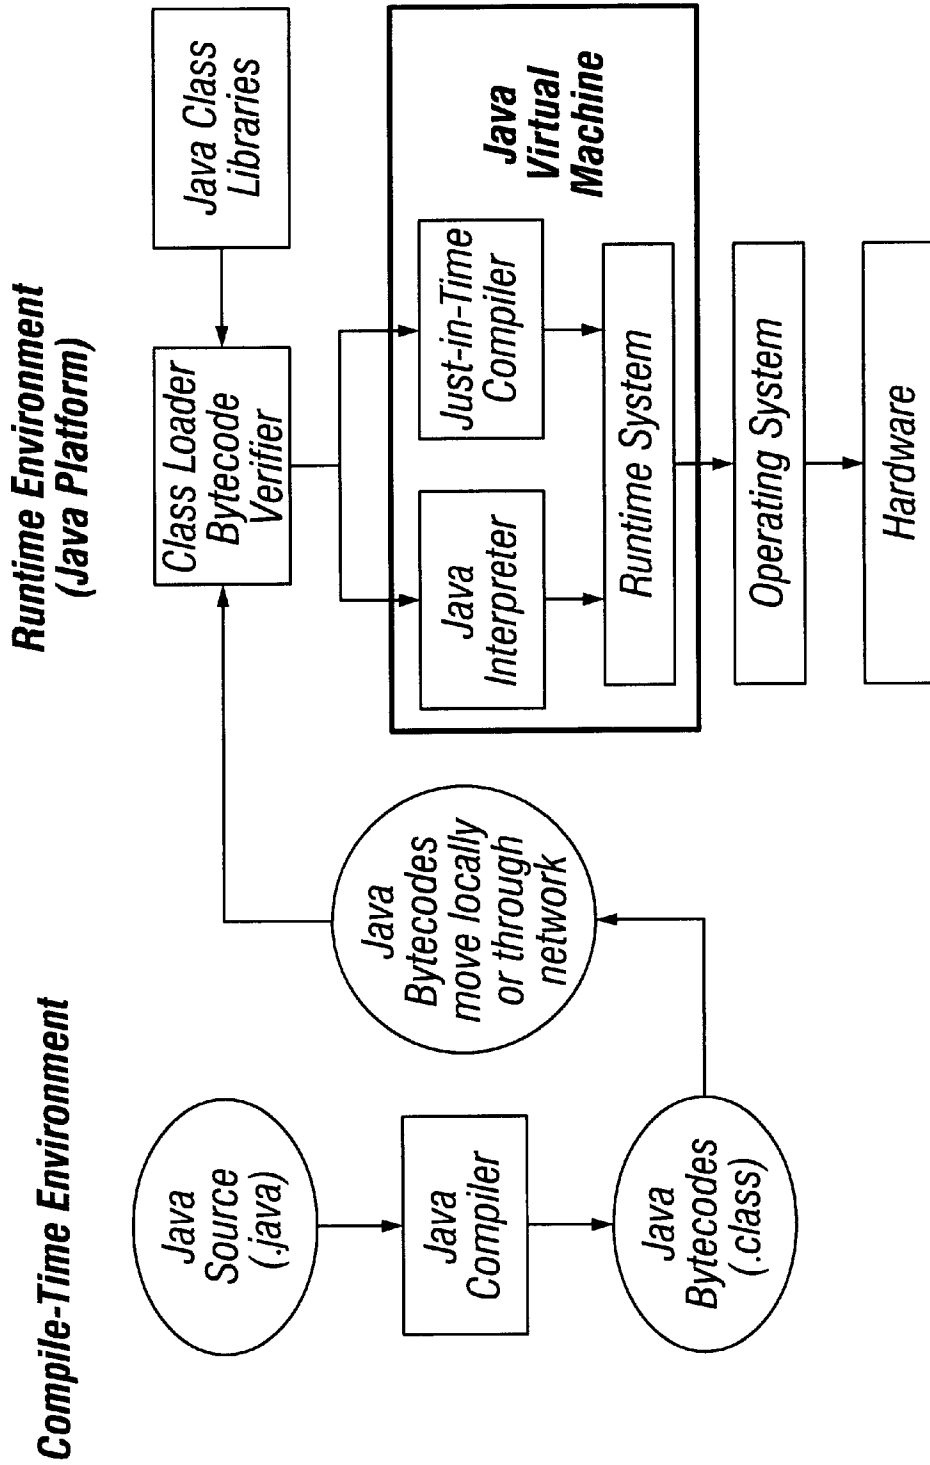 Compile-Time Environment
Java
Source
(.java)
Java
Compiler
Java
Bytecodes
(.class)
Java
Bytecodes
move locally
or through
network
Runtime Environment
(Java Platform)
Class Loader
Bytecode
Verifier
Java Class
Libraries
Java
Interpreter
Just-in-Time
Compiler
Java
Virtual
Machine
Runtime System
Operating System
Hardware